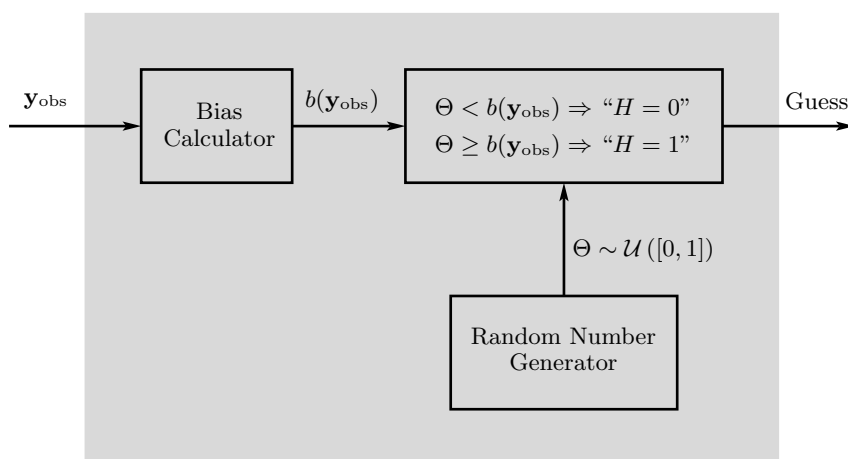 y_obs
Bias
Calculator
b(y_obs)
Θ < b(y_obs) ⇒ “H = 0”
Θ ≥ b(y_obs) ⇒ “H = 1”
Guess
Θ ∼ 𝒰 ([0, 1])
Random Number
Generator